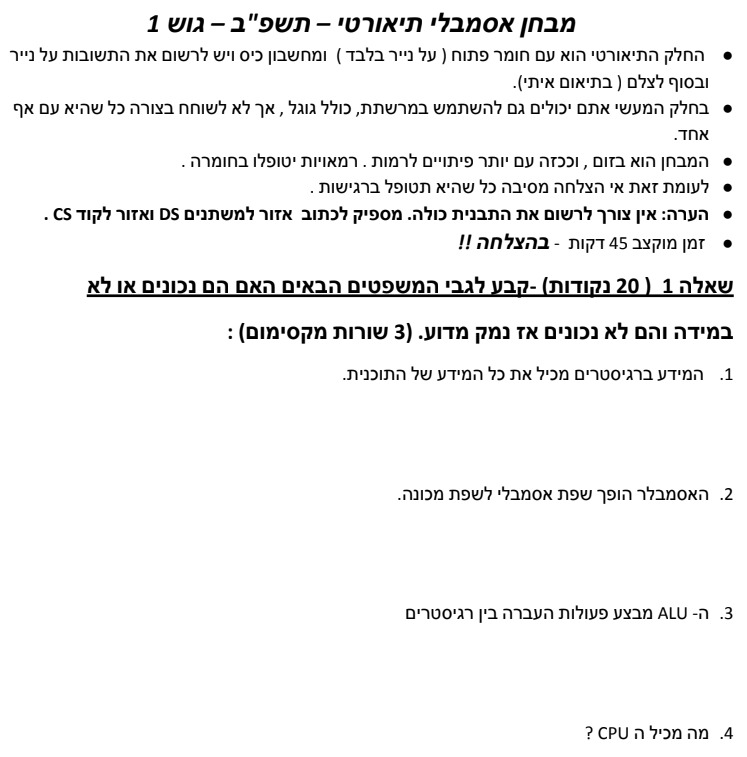 מבחן אסמבלי תיאורטי – תשפ"ב – גוש 1
● החלק התיאורטי הוא עם חומר פתוח ( על נייר בלבד ) ומחשבון כיס ויש לרשום את התשובות על נייר
ובסוף לצלם ( בתיאום איתי).
● בחלק המעשי אתם יכולים גם להשתמש במרשתת, כולל גוגל , אך לא לשוחח בצורה כל שהיא עם אף
אחד.
● המבחן הוא בזום , וככזה עם יותר פיתויים לרמות . רמאויות יטופלו בחומרה .
● לעומת זאת אי הצלחה מסיבה כל שהיא תטופל ברגישות .
● הערה: אין צורך לרשום את התבנית כולה. מספיק לכתוב אזור למשתנים DS ואזור לקוד CS .
● זמן מוקצב 45 דקות - בהצלחה !!
שאלה 1 ( 20 נקודות) -קבע לגבי המשפטים הבאים האם הם נכונים או לא
במידה והם לא נכונים אז נמק מדוע. (3 שורות מקסימום) :
1. המידע ברגיסטרים מכיל את כל המידע של התוכנית.
2. האסמבלר הופך שפת אסמבלי לשפת מכונה.
3. ה- ALU מבצע פעולות העברה בין רגיסטרים
4. מה מכיל ה CPU ?